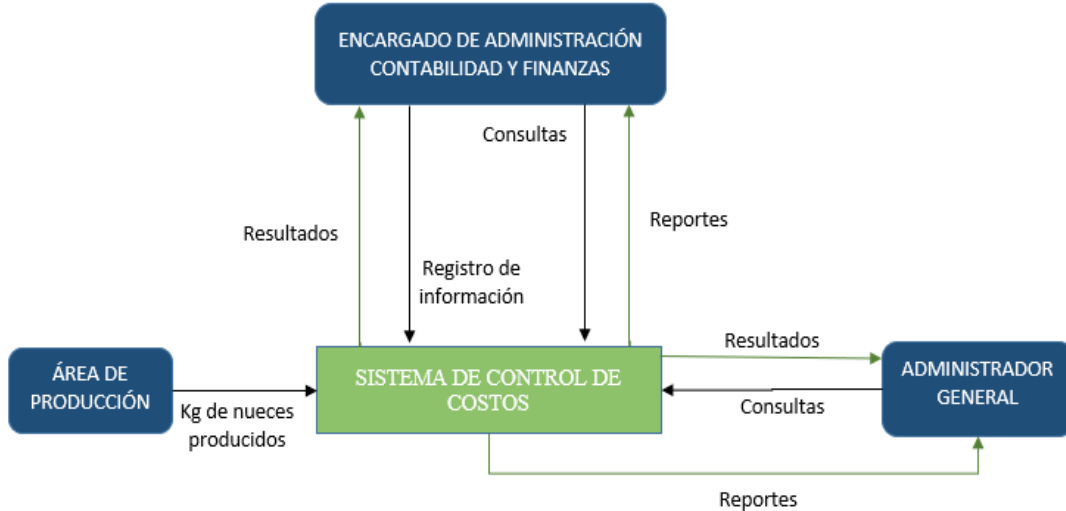 ENCARGADO DE ADMINISTRACIÓN
CONTABILIDAD Y FINANZAS
Consultas
Resultados
Reportes
Registro de
información
ÁREA DE
PRODUCCIÓN
Kg de nueces
producidos
SISTEMA DE CONTROL DE
COSTOS
Resultados
Consultas
ADMINISTRADOR
GENERAL
Reportes